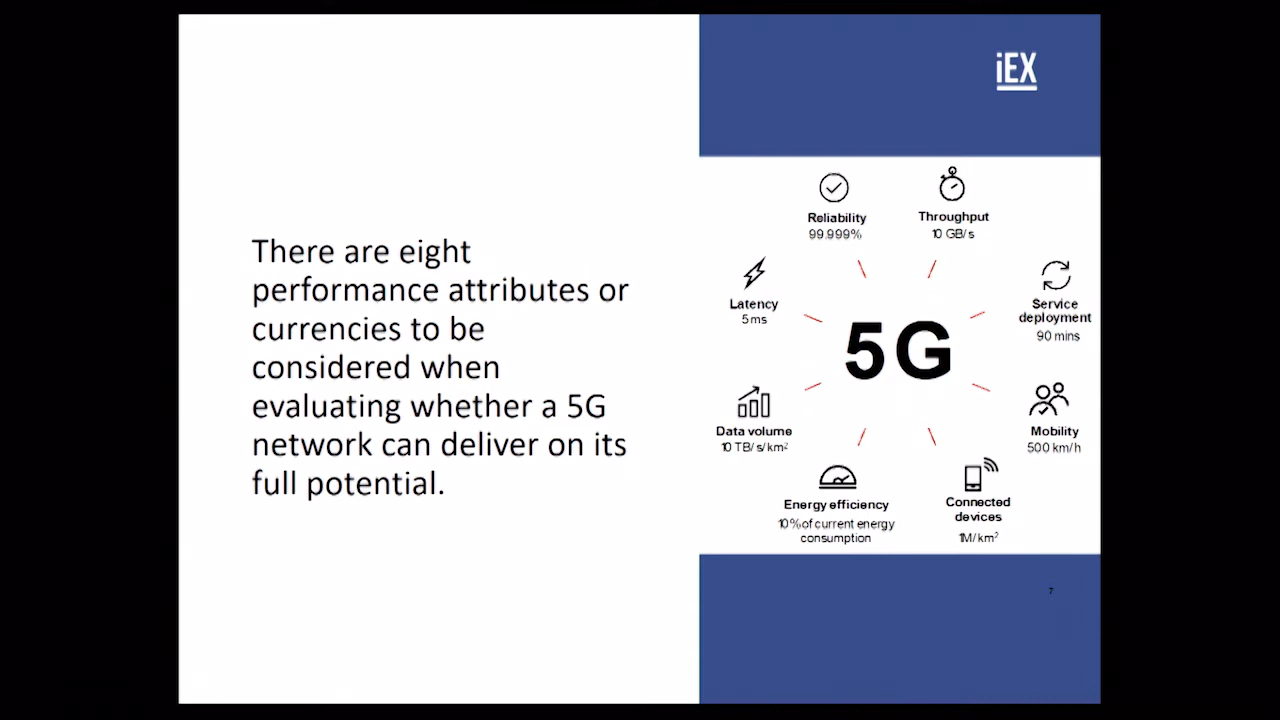 iEX
There are eight
performance attributes or
currencies to be
considered when
evaluating whether a 5G
network can deliver on its
full potential.
Reliability
99.999%
Throughput
10 GB/s
Latency
5ms
Service
deployment
90 mins
5G
Data volume
10 TB/s/km²
Mobility
500 km/h
Energy efficiency
10% of current energy
consumption
Connected
devices
1M/km²
7